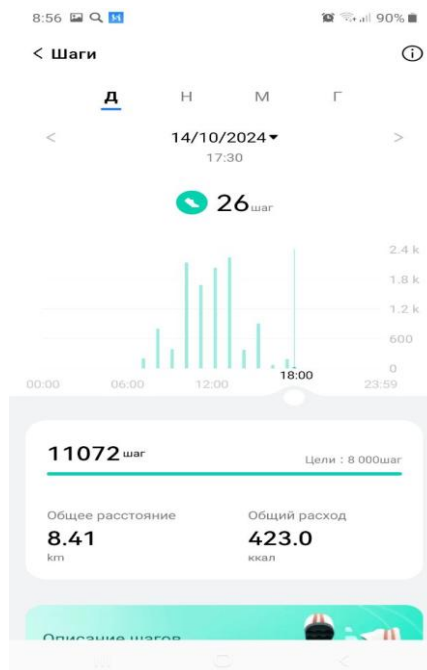 8:56 90%
< Шаги
Д Н М Г
< 14/10/2024 >
17:30
26 шаг
2.4 k
1.8 k
1.2 k
600
0
18:00
00:00 06:00 12:00 23:59
11072 шаг Цели : 8 000шаг
Общее расстояние Общий расход
8.41 423.0
km ккал
Описание шагов